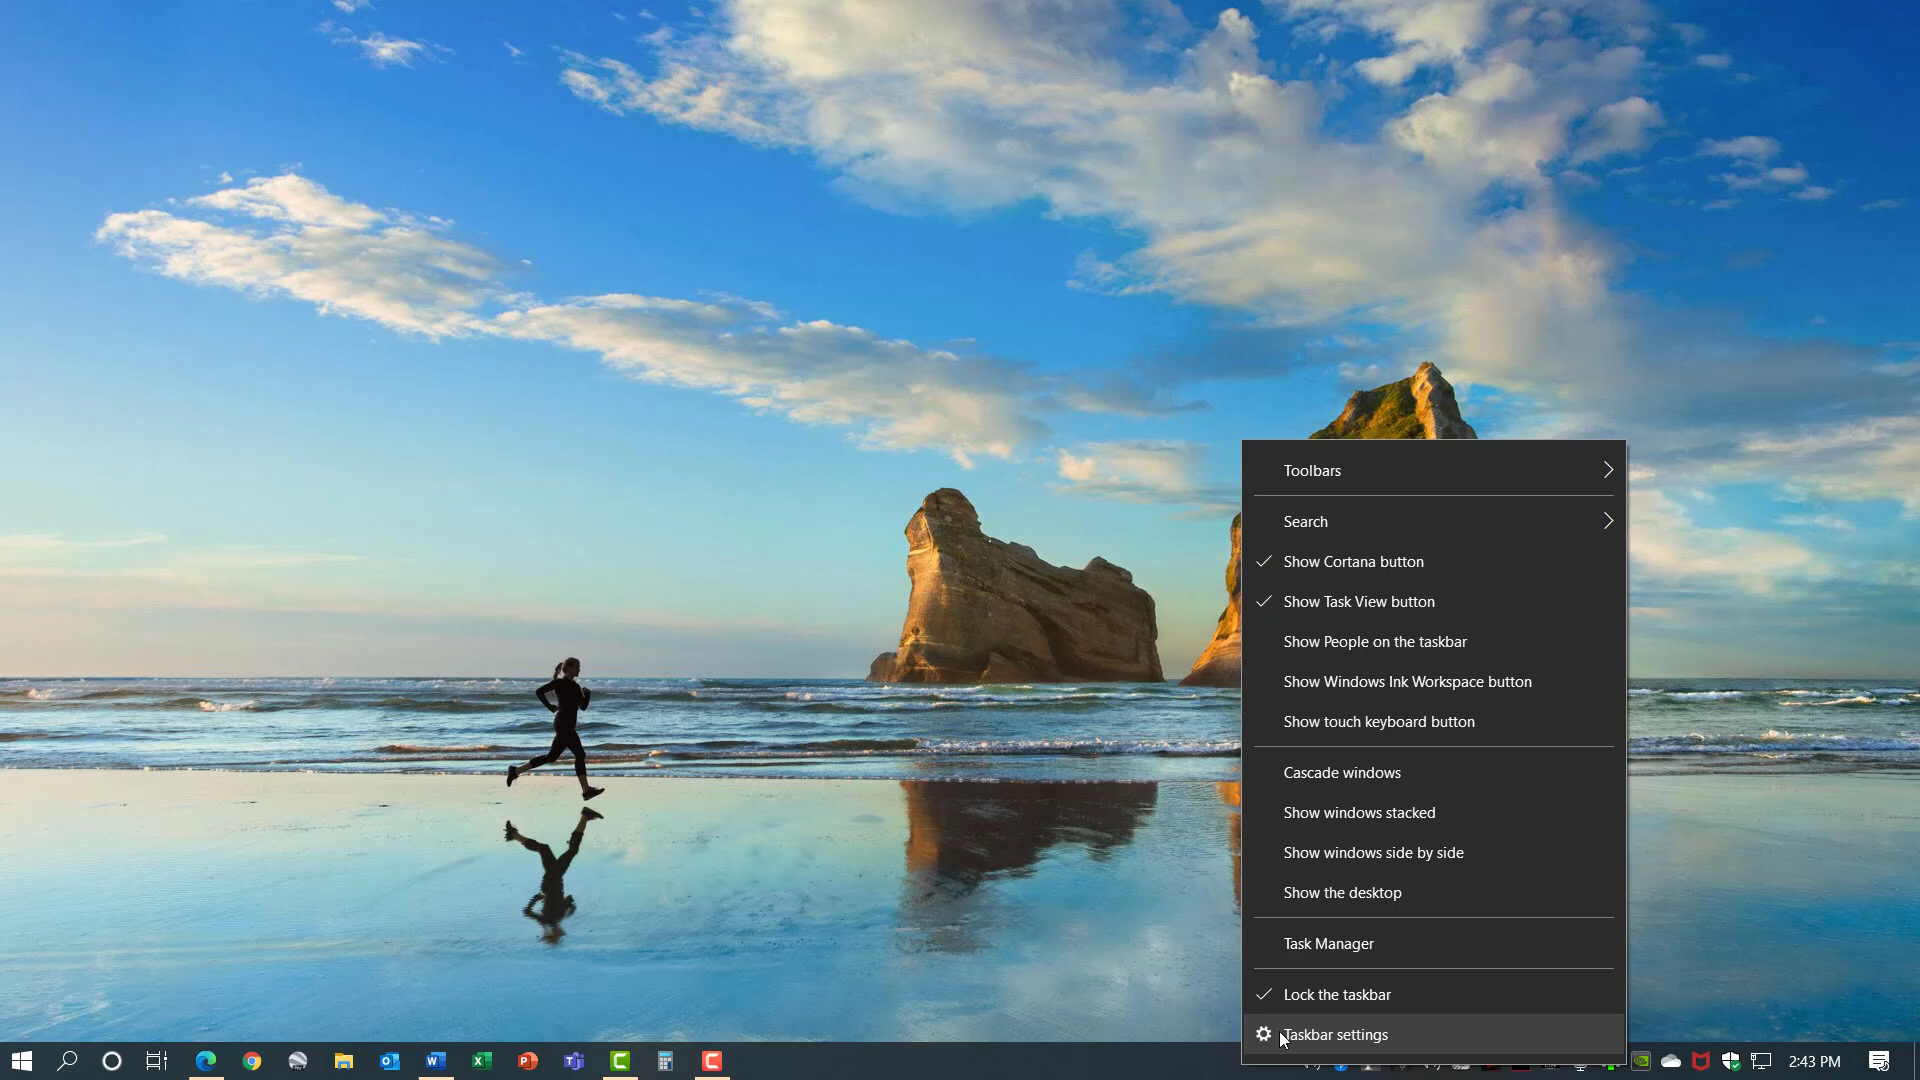 Toolbars
Search
Show Cortana button
Show Task View button
Show People on the taskbar
Show Windows Ink Workspace button
Show touch keyboard button
Cascade windows
Show windows stacked
Show windows side by side
Show the desktop
Task Manager
Lock the taskbar
Taskbar settings
2:43 PM